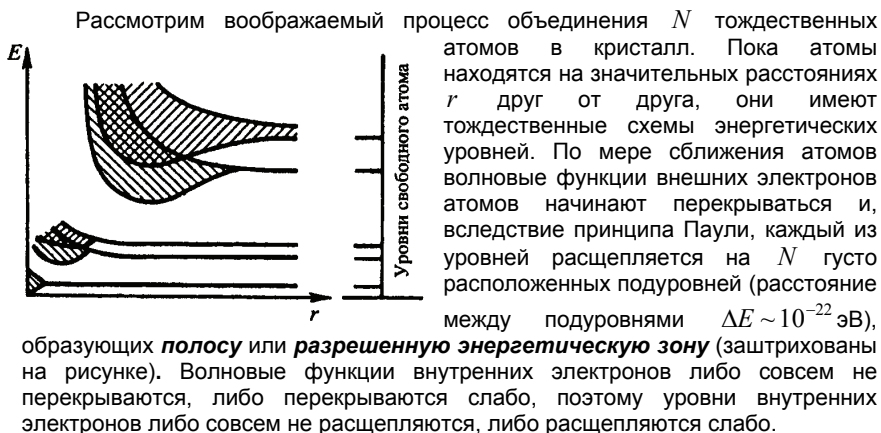 Рассмотрим воображаемый процесс объединения N тождественных
атомов в кристалл. Пока атомы
находятся на значительных расстояниях
r друг от друга, они имеют
тождественные схемы энергетических
уровней. По мере сближения атомов
волновые функции внешних электронов
атомов начинают перекрываться и,
вследствие принципа Паули, каждый из
уровней расщепляется на N густо
расположенных подуровней (расстояние
между подуровнями ΔE ~ 10⁻²² эВ),
образующих полосу или разрешенную энергетическую зону (заштрихованы
на рисунке). Волновые функции внутренних электронов либо совсем не
перекрываются, либо перекрываются слабо, поэтому уровни внутренних
электронов либо совсем не расщепляются, либо расщепляются слабо.
E
r
Уровни свободного атома